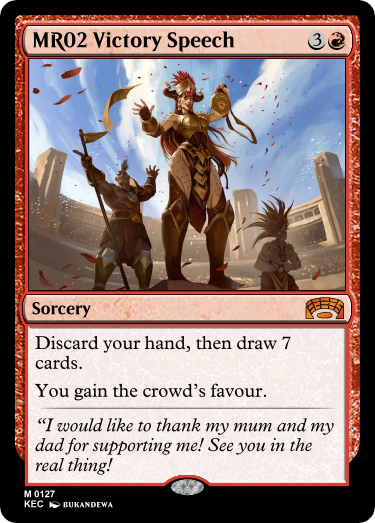 MR02 Victory Speech 3
Sorcery
Discard your hand, then draw 7
cards.
You gain the crowd's favour.
“I would like to thank my mum and my
dad for supporting me! See you in the
real thing!
M 0127
KEC BUKANDEWA